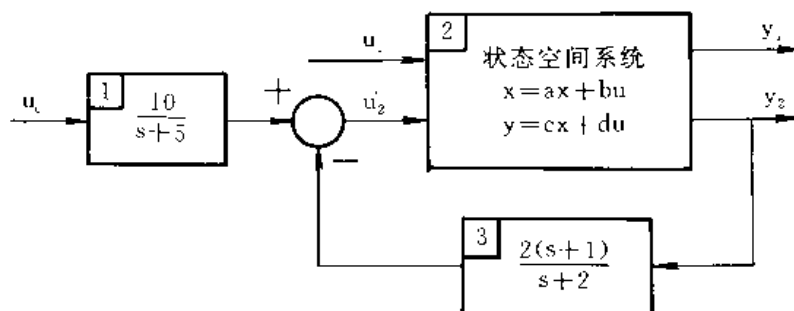 1
10
s+5
u
+
−
u₂
u
2
状态空间系统
x=ax+bu
y=cx+du
y
y₂
3
2(s+1)
s+2